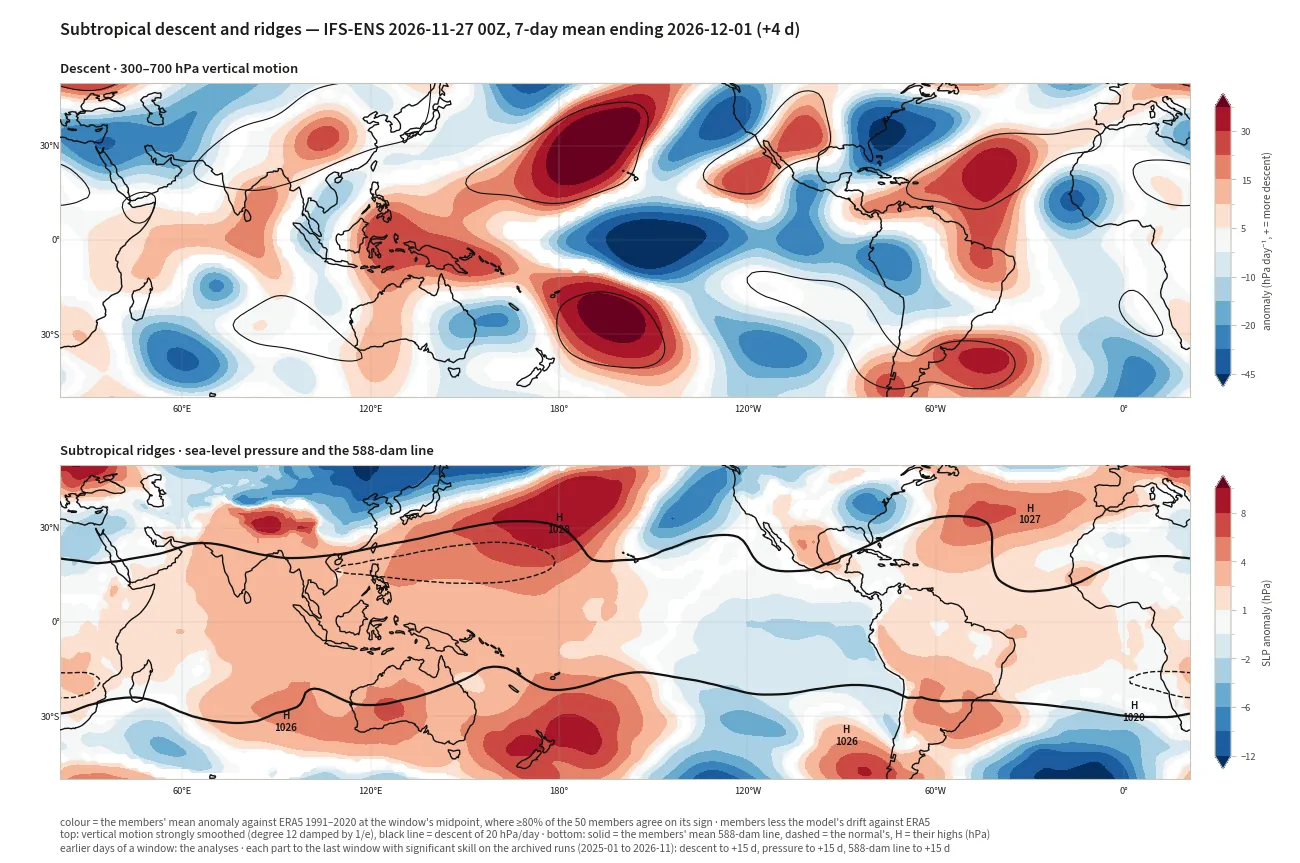 Subtropical descent and ridges — IFS-ENS 2026-11-27 00Z, 7-day mean ending 2026-12-01 (+4 d)
Descent · 300–700 hPa vertical motion
30°N
0°
30°S
60°E
120°E
180°
120°W
60°W
0°
30
15
5
−10
−20
−45
anomaly (hPa day⁻¹, + = more descent)
Subtropical ridges · sea-level pressure and the 588-dam line
30°N
0°
30°S
H
1028
H
1027
H
1026
H
1026
H
1020
60°E
120°E
180°
120°W
60°W
0°
8
4
1
−2
−6
−12
SLP anomaly (hPa)
colour = the members' mean anomaly against ERA5 1991–2020 at the window's midpoint, where ≥80% of the 50 members agree on its sign · members less the model's drift against ERA5
top: vertical motion strongly smoothed (degree 12 damped by 1/e), black line = descent of 20 hPa/day · bottom: solid = the members' mean 588-dam line, dashed = the normal's, H = their highs (hPa)
earlier days of a window: the analyses · each part to the last window with significant skill on the archived runs (2025-01 to 2026-11): descent to +15 d, pressure to +15 d, 588-dam line to +15 d